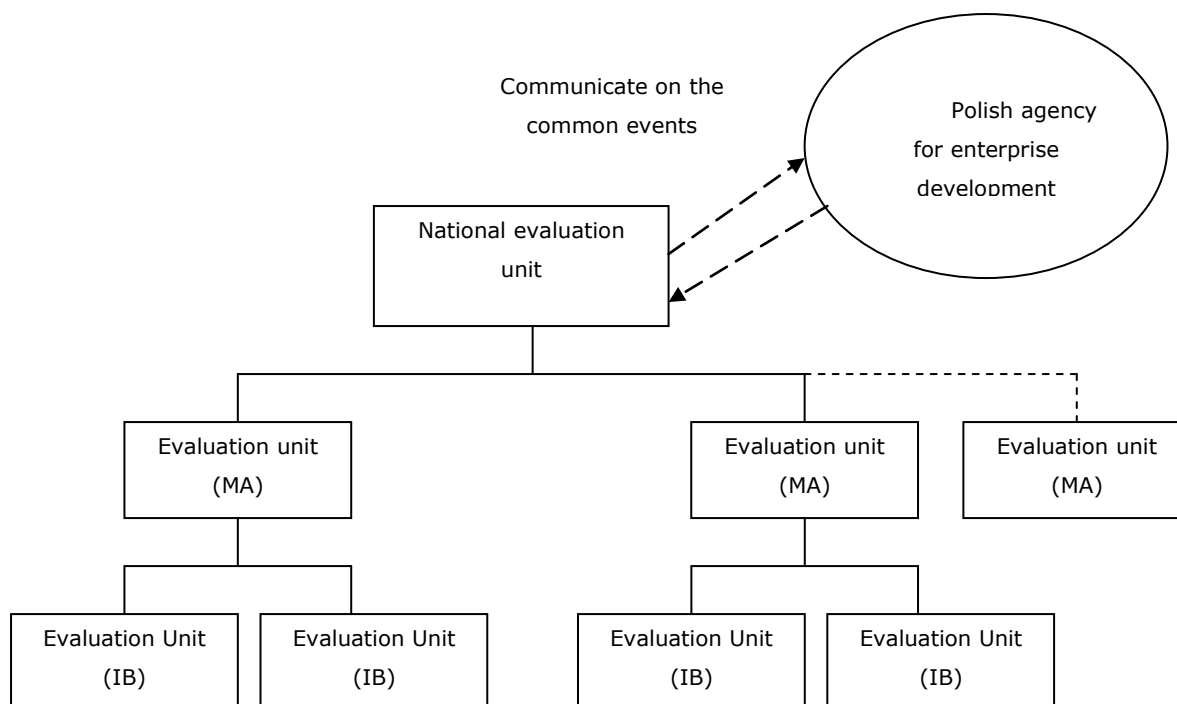 Communicate on the
common events
Polish agency
for enterprise
development
National evaluation
unit
Evaluation unit
(MA)
Evaluation unit
(MA)
Evaluation unit
(MA)
Evaluation Unit
(IB)
Evaluation Unit
(IB)
Evaluation Unit
(IB)
Evaluation Unit
(IB)